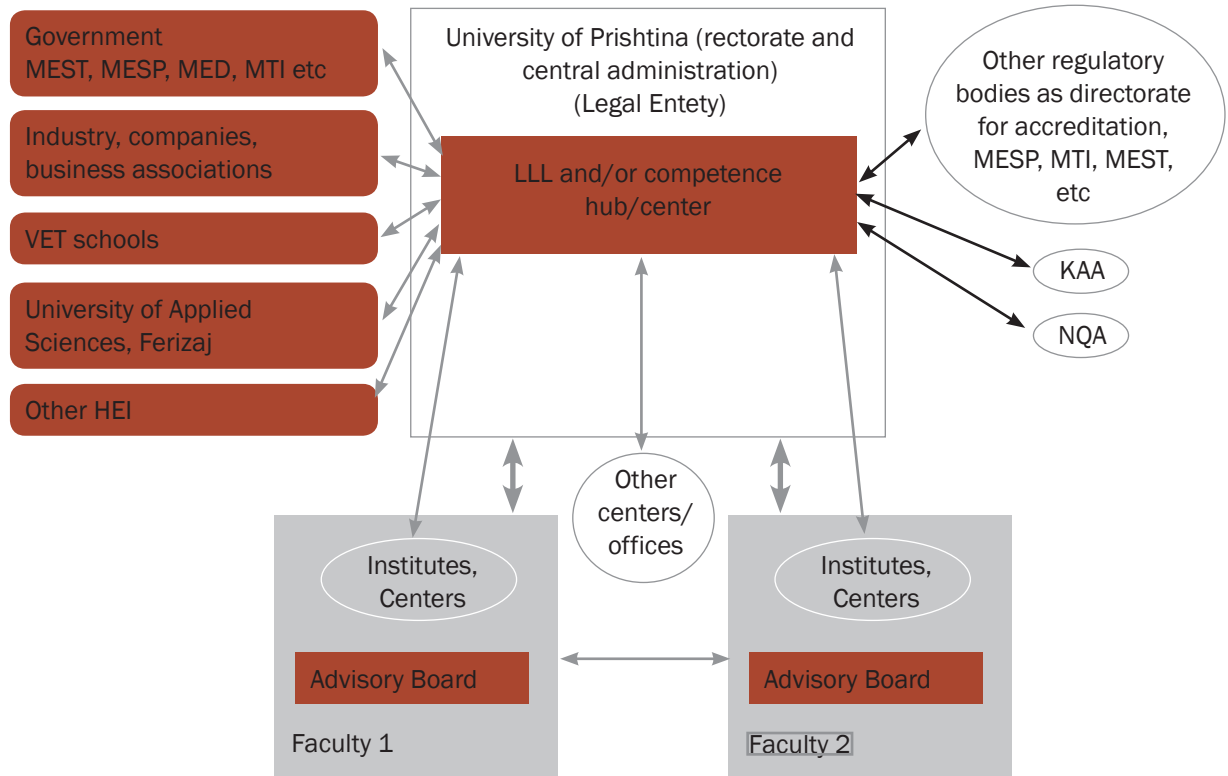 Government
MEST, MESP, MED, MTI etc
Industry, companies,
business associations
VET schools
University of Applied
Sciences, Ferizaj
Other HEI
University of Prishtina (rectorate and
central administration)
(Legal Entety)
LLL and/or competence
hub/center
Other regulatory
bodies as directorate
for accreditation,
MESP, MTI, MEST,
etc
KAA
NQA
Other
centers/
offices
Institutes,
Centers
Advisory Board
Faculty 1
Institutes,
Centers
Advisory Board
Faculty 2